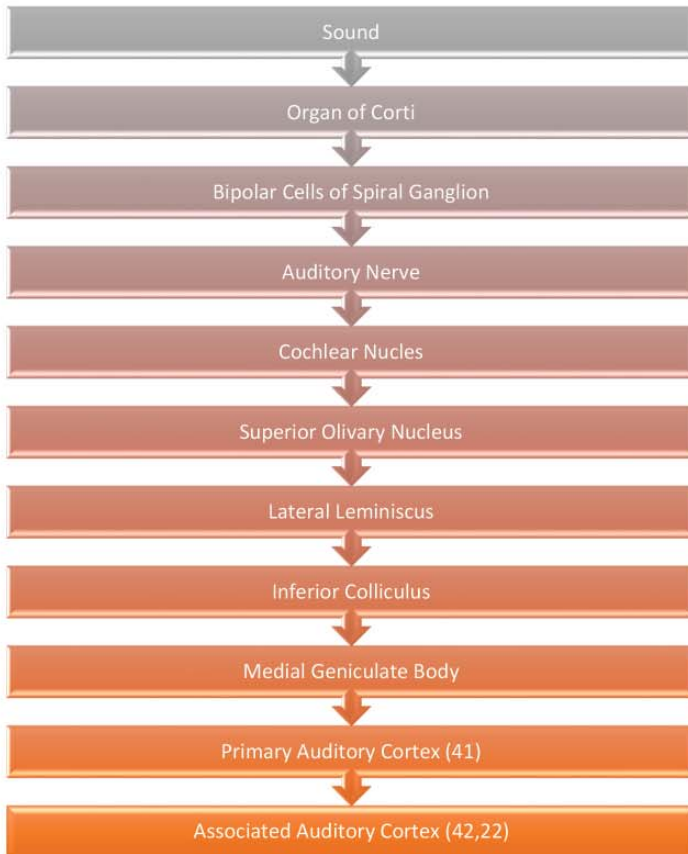 Sound
Organ of Corti
Bipolar Cells of Spiral Ganglion
Auditory Nerve
Cochlear Nucles
Superior Olivary Nucleus
Lateral Leminiscus
Inferior Colliculus
Medial Geniculate Body
Primary Auditory Cortex (41)
Associated Auditory Cortex (42,22)